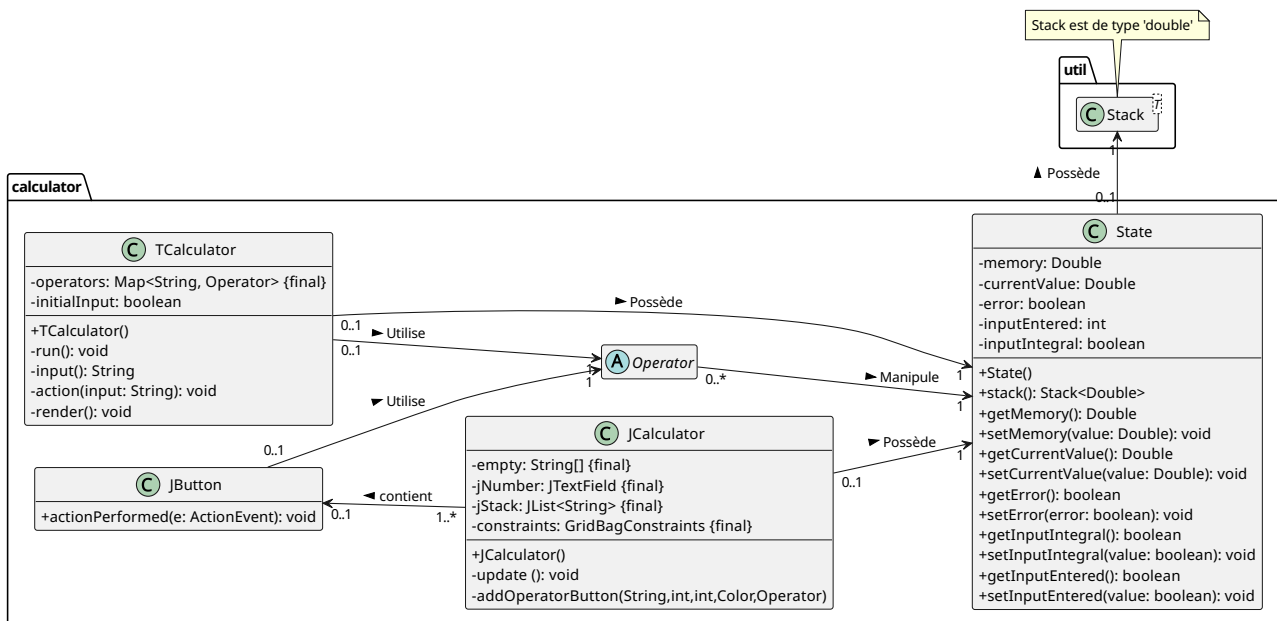 Stack est de type 'double'
util
C Stack
T
1
Possède
0..1
calculator
C TCalculator
-operators: Map<String, Operator> {final}
-initialInput: boolean
+TCalculator()
-run(): void
-input(): String
-action(input: String): void
-render(): void
0..1
Possède
1
0..1
Utilise
1
A Operator
0..*
Manipule
1
C State
-memory: Double
-currentValue: Double
-error: boolean
-inputEntered: int
-inputIntegral: boolean
+State()
+stack(): Stack<Double>
+getMemory(): Double
+setMemory(value: Double): void
+getCurrentValue(): Double
+setCurrentValue(value: Double): void
+getError(): boolean
+setError(error: boolean): void
+getInputIntegral(): boolean
+setInputIntegral(value: boolean): void
+getInputEntered(): boolean
+setInputEntered(value: boolean): void
0..1
Utilise
1
C JButton
+actionPerformed(e: ActionEvent): void
0..1
contient
1..*
C JCalculator
-empty: String[] {final}
-jNumber: JTextField {final}
-jStack: JList<String> {final}
-constraints: GridBagConstraints {final}
+JCalculator()
-update (): void
-addOperatorButton(String,int,int,Color,Operator)
0..1
Possède
1